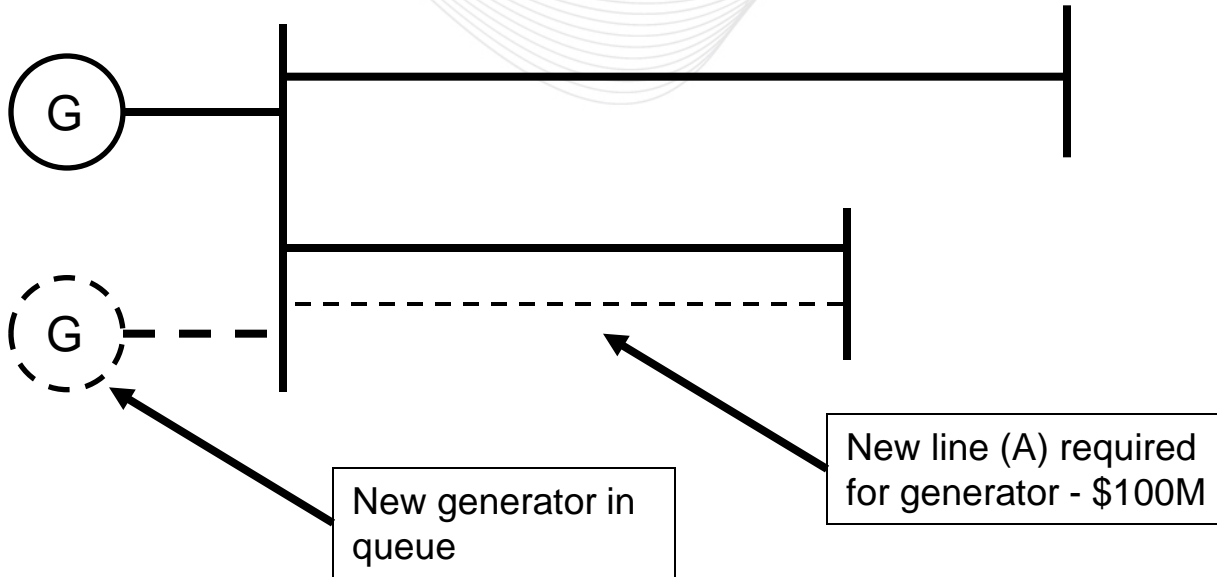 G
G
New line (A) required
for generator - $100M
New generator in
queue